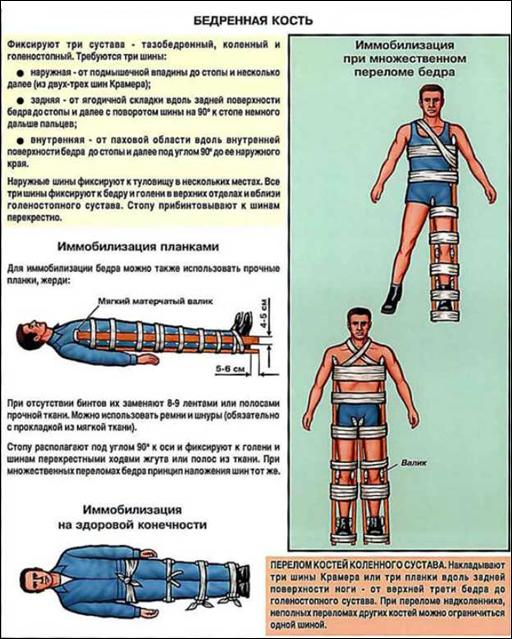 БЕДРЕННАЯ КОСТЬ
Фиксируют три сустава - тазобедренный, коленный и
голеностопный. Требуются три шины:
● наружная - от подмышечной впадины до стопы и несколько
далее (из двух-трех шин Крамера);
● задняя - от ягодичной складки вдоль задней поверхности
бедра до стопы и далее с поворотом шины на 90° к стопе немного
дальше пальцев;
● внутренняя - от паховой области вдоль внутренней
поверхности бедра до стопы и далее под углом 90° до ее наружного
края.
Наружные шины фиксируют к туловищу в нескольких местах. Все
три шины фиксируют к бедру и голени в верхних отделах и вблизи
голеностопного сустава. Стопу прибинтовывают к шинам
перекрестно.
Иммобилизация планками
Для иммобилизации бедра можно также использовать прочные
планки, жерди:
Мягкий матерчатый валик
4-5 см
5-6 см
При отсутствии бинтов их заменяют 8-9 лентами или полосами
прочной ткани. Можно использовать ремни и шнуры (обязательно
с прокладкой из мягкой ткани).
Стопу располагают под углом 90° к оси и фиксируют к голени и
шинам перекрестными ходами жгута или полос из ткани. При
множественных переломах бедра принцип наложения шин тот же.
Иммобилизация
на здоровой конечности
Иммобилизация
при множественном
переломе бедра
Валик
ПЕРЕЛОМ КОСТЕЙ КОЛЕННОГО СУСТАВА. Накладывают
три шины Крамера или три планки вдоль задней
поверхности ноги - от верхней трети бедра до
голеностопного сустава. При переломе надколенника,
неполных переломах других костей можно ограничиться
одной шиной.